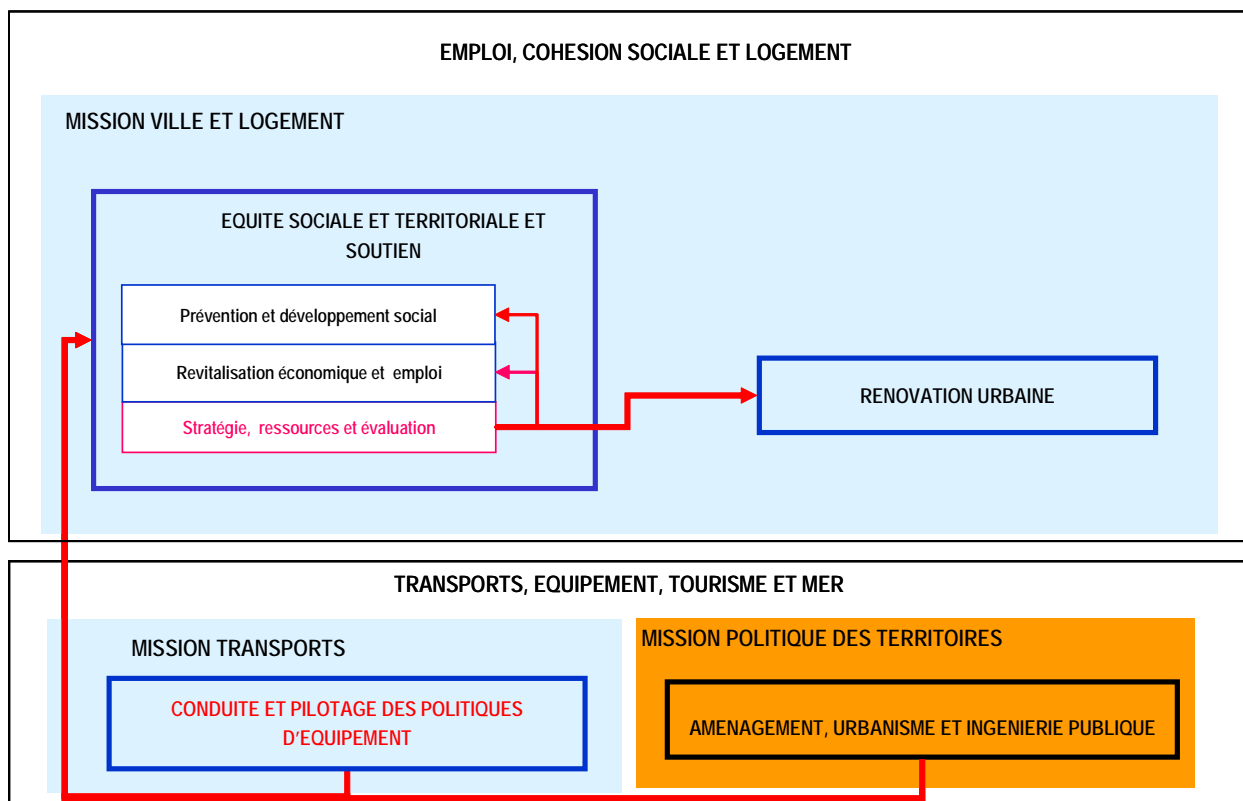 EMPLOI, COHESION SOCIALE ET LOGEMENT
MISSION VILLE ET LOGEMENT
EQUITE SOCIALE ET TERRITORIALE ET
SOUTIEN
Prévention et développement social
Revitalisation économique et emploi
Stratégie, ressources et évaluation
RENOVATION URBAINE
TRANSPORTS, EQUIPEMENT, TOURISME ET MER
MISSION TRANSPORTS
CONDUITE ET PILOTAGE DES POLITIQUES
D'EQUIPEMENT
MISSION POLITIQUE DES TERRITOIRES
AMENAGEMENT, URBANISME ET INGENIERIE PUBLIQUE